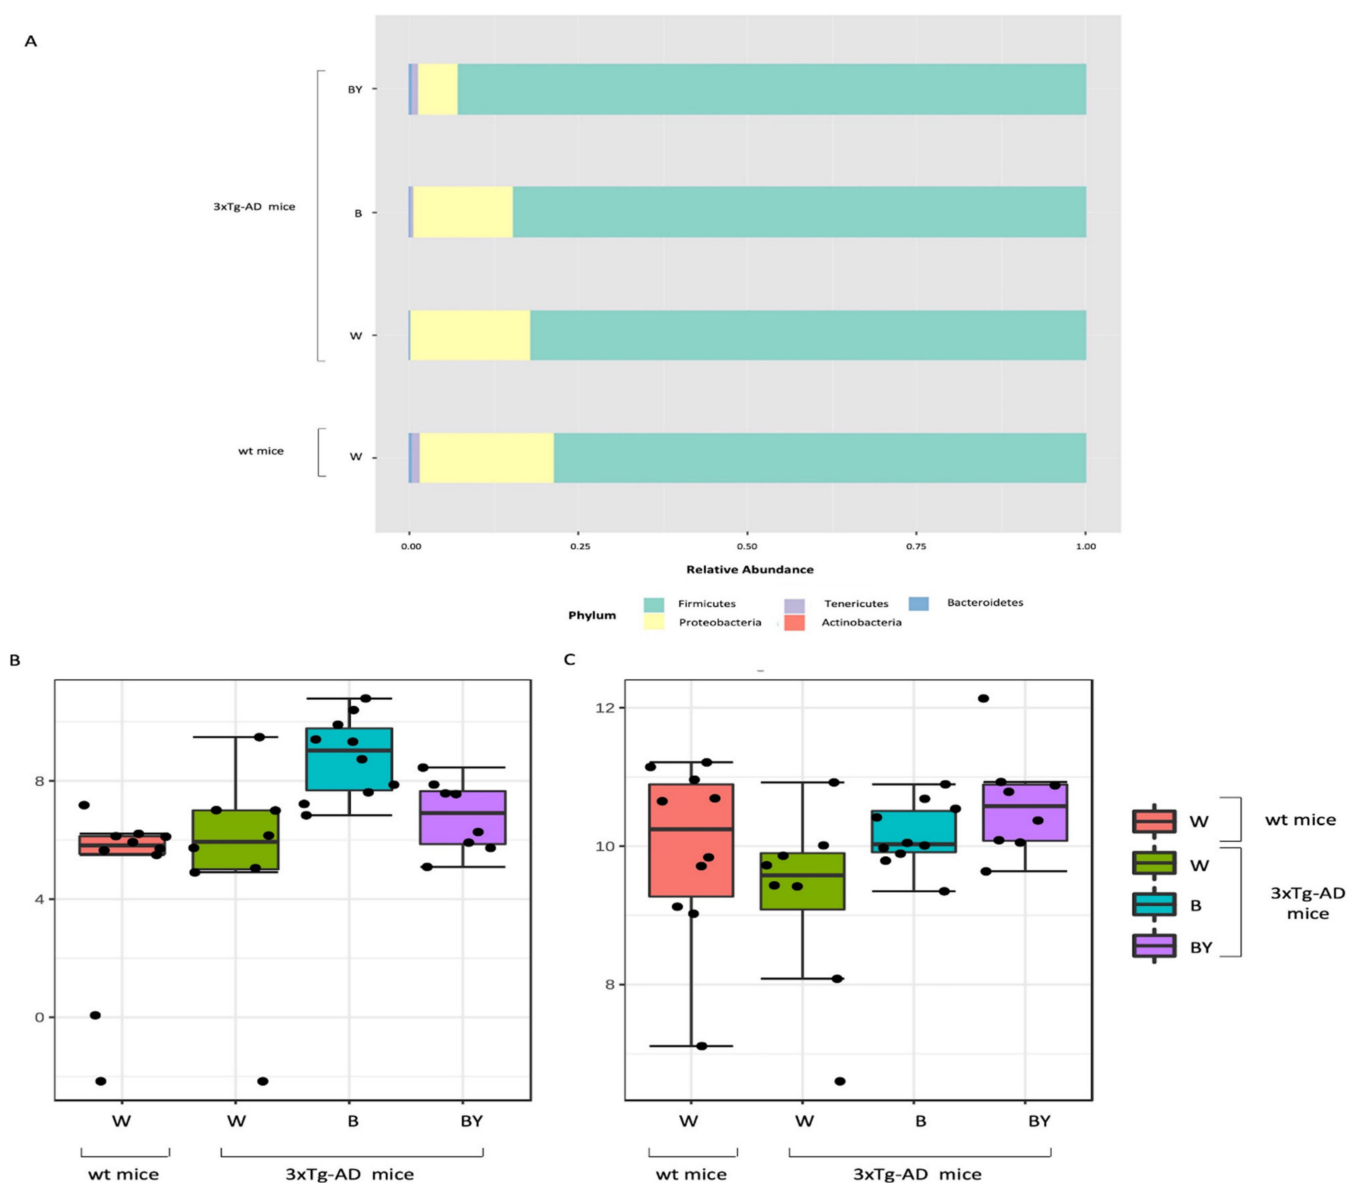 A
BY
3xTg-AD mice
B
W
wt mice
W
0.00 0.25 0.50 0.75 1.00
Relative Abundance
Phylum
Firmicutes Tenericutes Bacteroidetes
Proteobacteria Actinobacteria
B
8
4
0
W W B BY
wt mice 3xTg-AD mice
C
12
10
8
W W B BY
wt mice 3xTg-AD mice
W wt mice
W
B 3xTg-AD
mice
BY